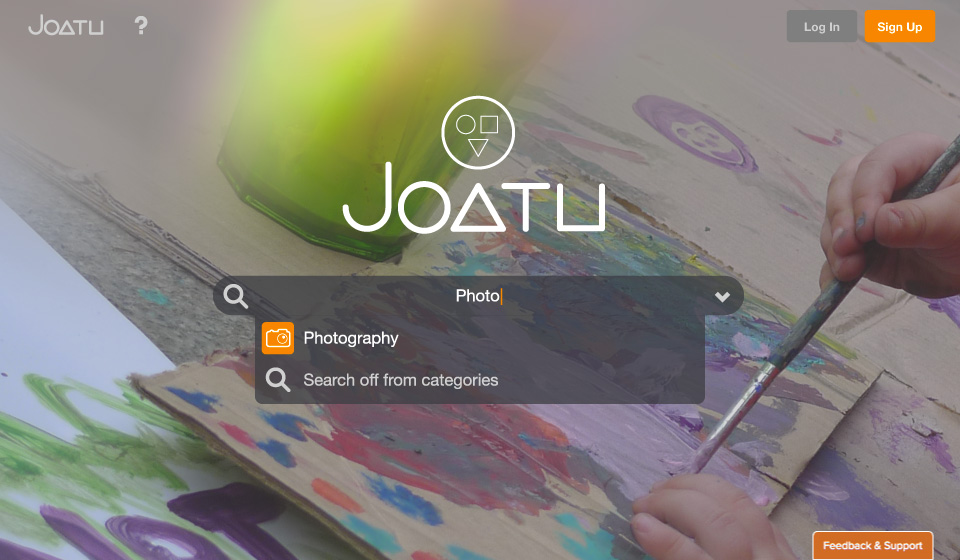 JOATU ?
Log In
Sign Up
JOATU
Photo
Photography
Search off from categories
Feedback & Support